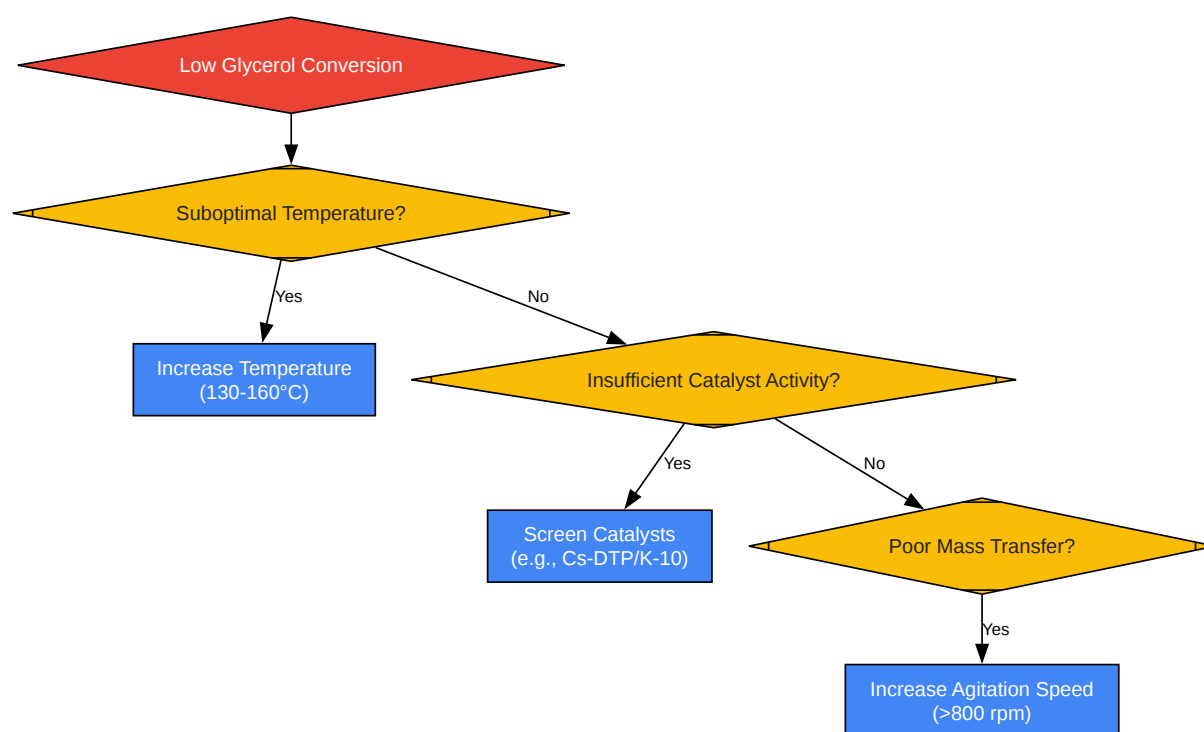 Low Glycerol Conversion
Suboptimal Temperature?
Yes
No
Increase Temperature
(130-160°C)
Insufficient Catalyst Activity?
Yes
No
Screen Catalysts
(e.g., Cs-DTP/K-10)
Poor Mass Transfer?
Yes
Increase Agitation Speed
(>800 rpm)